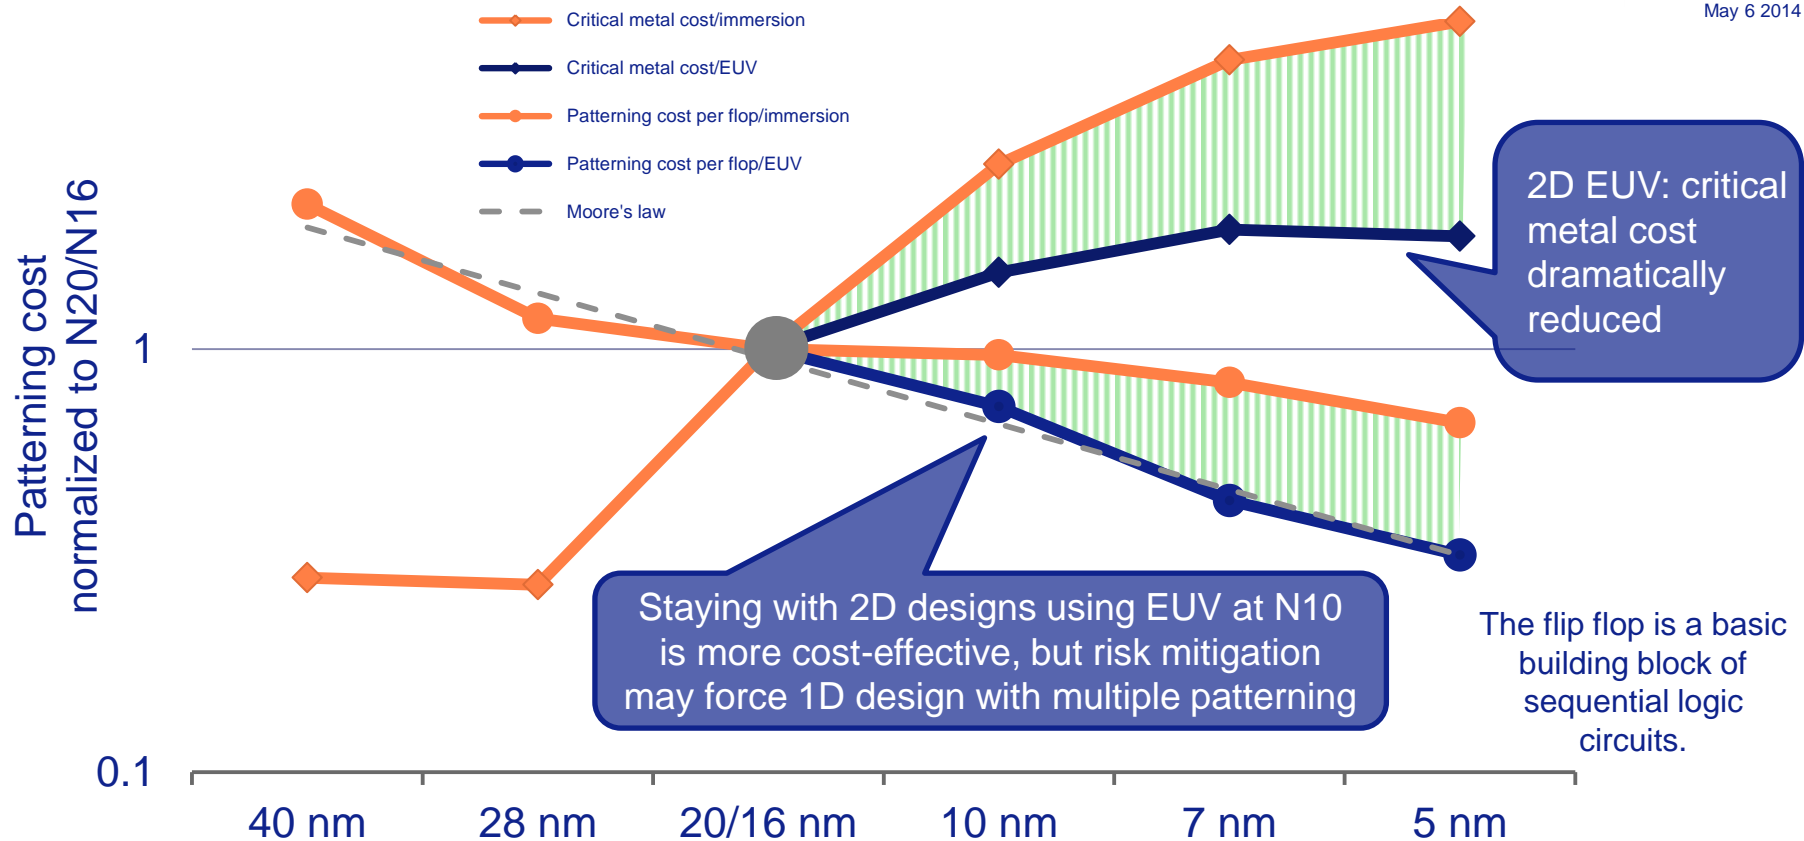 May 6 2014
Critical metal cost/immersion
Critical metal cost/EUV
Patterning cost per flop/immersion
Patterning cost per flop/EUV
Moore's law
Patterning cost
normalized to N20/N16
1
0.1
2D EUV: critical
metal cost
dramatically
reduced
Staying with 2D designs using EUV at N10
is more cost-effective, but risk mitigation
may force 1D design with multiple patterning
The flip flop is a basic
building block of
sequential logic
circuits.
40 nm
28 nm
20/16 nm
10 nm
7 nm
5 nm